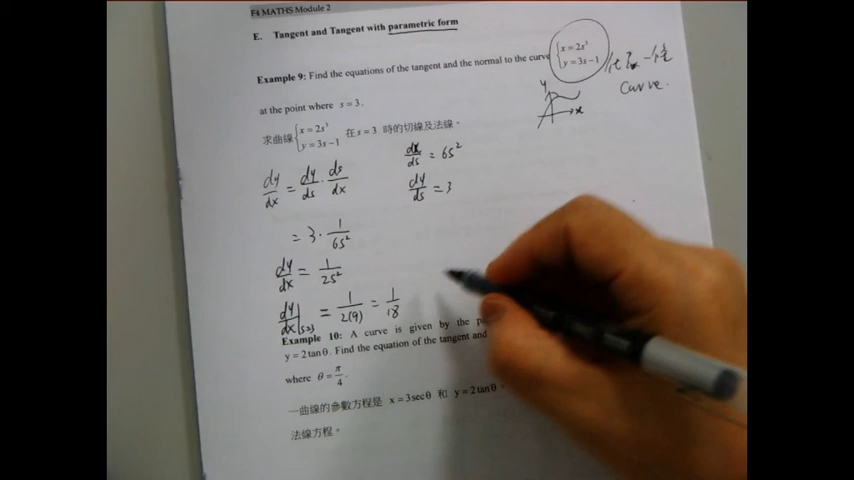 F4 MATHS Module 2
E. Tangent and Tangent with parametric form
Example 9: Find the equations of the tangent and the normal to the curve { x = 2s³
y = 3s − 1
代表一條
curve.
y
x
at the point where s = 3.
求曲線 { x = 2s³
y = 3s − 1 在 s = 3 時的切線及法線。
dy/dx = dy/ds · ds/dx
dx/ds = 6s²
dy/ds = 3
= 3 · 1/6s²
dy/dx = 1/2s²
dy/dx|s=3 = 1/2(9) = 1/18
Example 10: A curve is given by the
y = 2 tan θ. Find the equation of the tangent and
where θ = π/4.
一曲線的參數方程是 x = 3sec θ 和 y = 2 tan θ
法線方程。